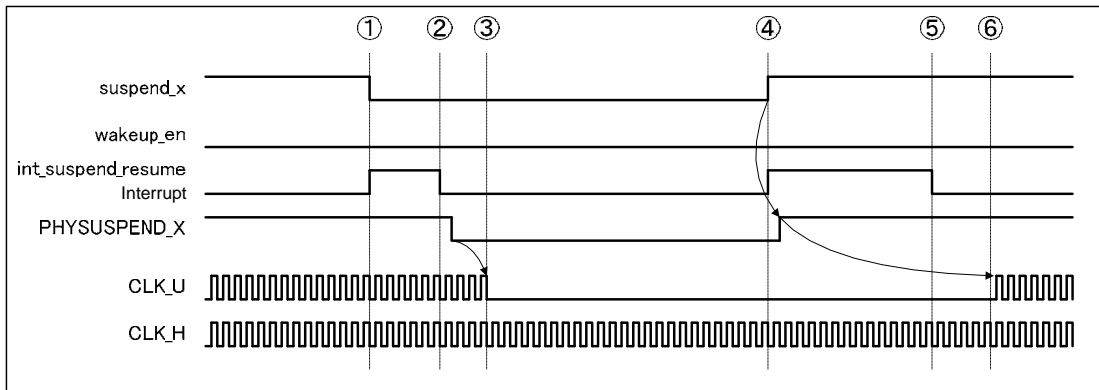 ① ② ③ ④ ⑤ ⑥
suspend_x
wakeup_en
int_suspend_resume
Interrupt
PHYSUSPEND_X
CLK_U
CLK_H